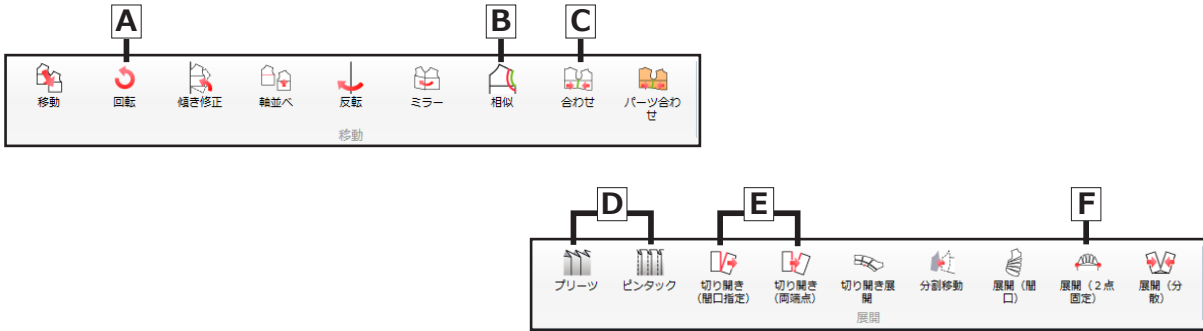 A B C
移動 回転 傾き修正 軸並べ 反転 ミラー 相似 合わせ パーツ合わ
せ
移動
D E F
プリーツ ピンタック 切り開き 切り開き 切り開き展 分割移動 展開（間 展開（２点 展開（分
（間口指定） （両端点） 開 口） 固定） 散）
展開